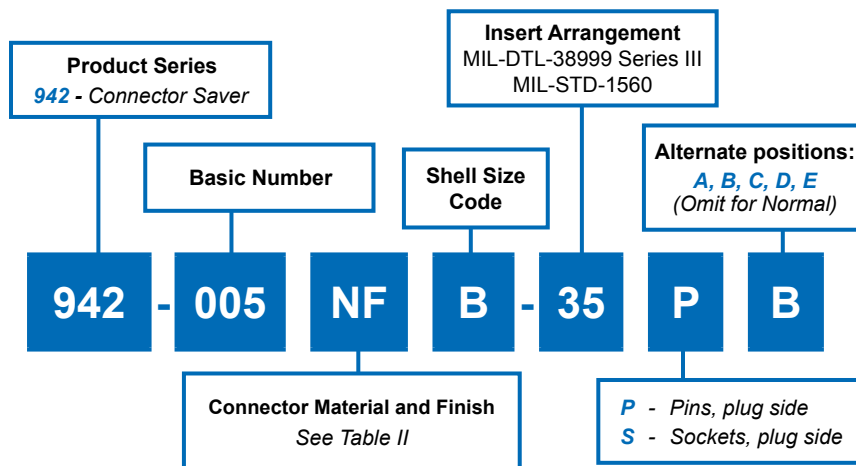 Product Series
942 - Connector Saver
Basic Number
Shell Size
Code
Insert Arrangement
MIL-DTL-38999 Series III
MIL-STD-1560
Alternate positions:
A, B, C, D, E
(Omit for Normal)
942 - 005 NF B - 35 P B
Connector Material and Finish
See Table II
P - Pins, plug side
S - Sockets, plug side